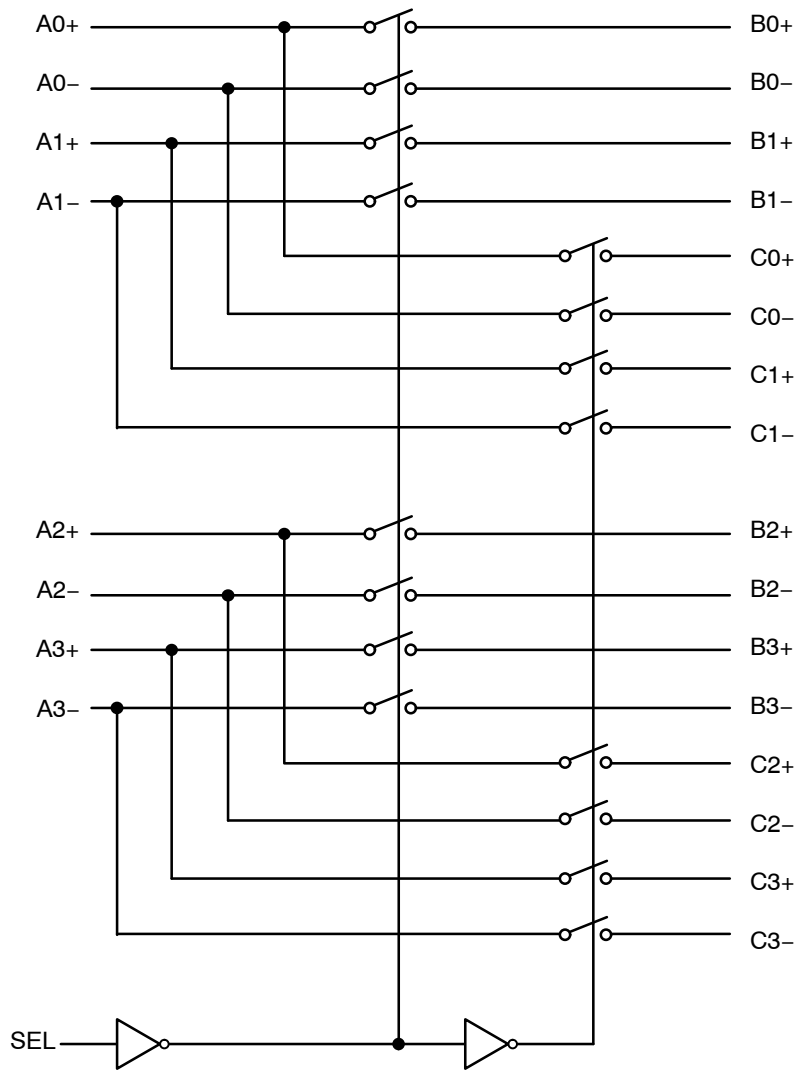 A0+ B0+
A0− B0−
A1+ B1+
A1− B1−
C0+
C0−
C1+
C1−
A2+ B2+
A2− B2−
A3+ B3+
A3− B3−
C2+
C2−
C3+
C3−
SEL